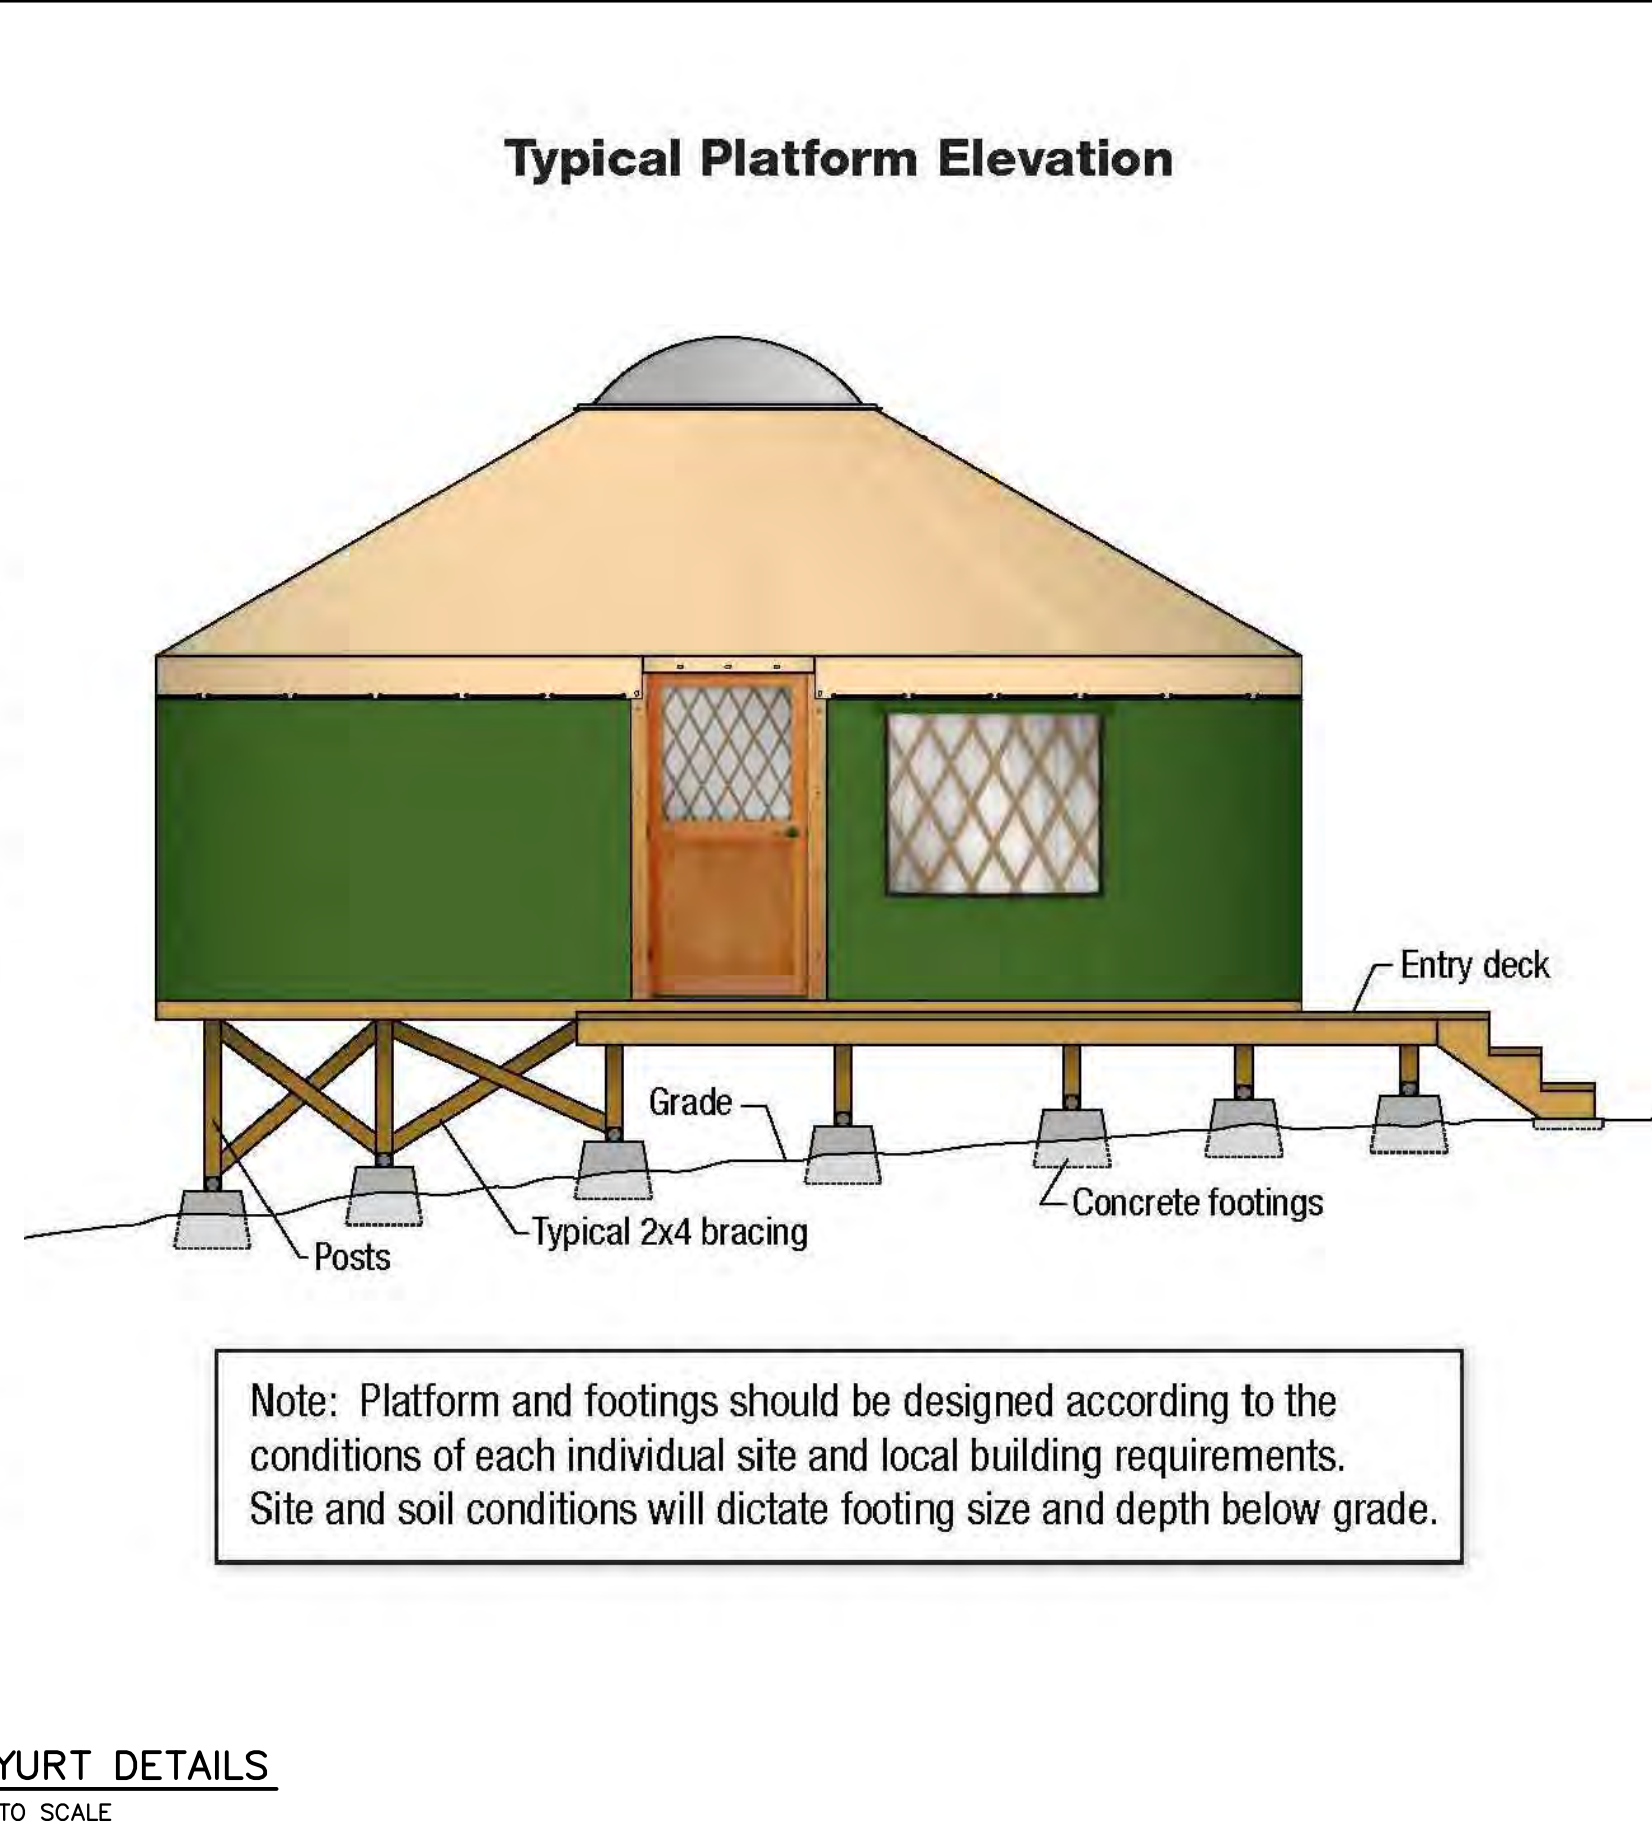 Typical Platform Elevation
Entry deck
Grade
Concrete footings
Typical 2x4 bracing
Posts
Note: Platform and footings should be designed according to the
conditions of each individual site and local building requirements.
Site and soil conditions will dictate footing size and depth below grade.
YURT DETAILS
TO SCALE